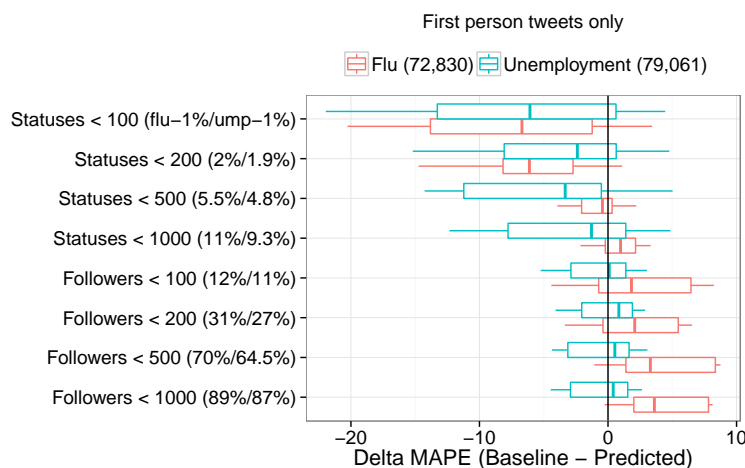 First person tweets only
Flu (72,830) Unemployment (79,061)
Statuses < 100 (flu−1%/ump−1%)
Statuses < 200 (2%/1.9%)
Statuses < 500 (5.5%/4.8%)
Statuses < 1000 (11%/9.3%)
Followers < 100 (12%/11%)
Followers < 200 (31%/27%)
Followers < 500 (70%/64.5%)
Followers < 1000 (89%/87%)
−20 −10 0 10
Delta MAPE (Baseline − Predicted)